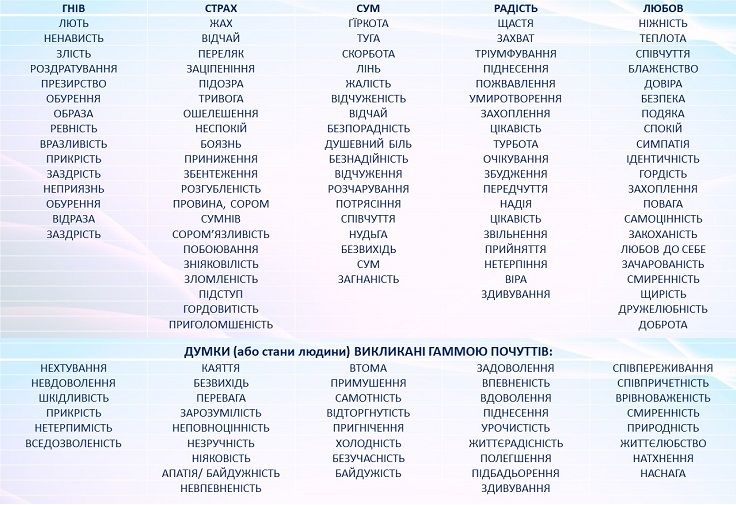 ГНІВ СТРАХ СУМ РАДІСТЬ ЛЮБОВ
ЛЮТЬ ЖАХ ГЇРКОТА ЩАСТЯ НІЖНІСТЬ
НЕНАВИСТЬ ВІДЧАЙ ТУГА ЗАХВАТ ТЕПЛОТА
ЗЛІСТЬ ПЕРЕЛЯК СКОРБОТА ТРІУМФУВАННЯ СПІВЧУТТЯ
РОЗДРАТУВАННЯ ЗАЦІПЕНІННЯ ЛІНЬ ПІДНЕСЕННЯ БЛАЖЕНСТВО
ПРЕЗИРСТВО ПІДОЗРА ЖАЛІСТЬ ПОЖВАВЛЕННЯ ДОВІРА
ОБУРЕННЯ ТРИВОГА ВІДЧУЖЕНІСТЬ УМИРОТВОРЕННЯ БЕЗПЕКА
ОБРАЗА ОШЕЛЕШЕННЯ ВІДЧАЙ ЗАХОПЛЕННЯ ПОДЯКА
РЕВНІСТЬ НЕСПОКІЙ БЕЗПОРАДНІСТЬ ЦІКАВІСТЬ СПОКІЙ
ВРАЗЛИВІСТЬ БОЯЗНЬ ДУШЕВНИЙ БІЛЬ ТУРБОТА СИМПАТІЯ
ПРИКРІСТЬ ПРИНИЖЕННЯ БЕЗНАДІЙНІСТЬ ОЧІКУВАННЯ ІДЕНТИЧНІСТЬ
ЗАЗДРІСТЬ ЗБЕНТЕЖЕННЯ ВІДЧУЖЕННЯ ЗБУДЖЕННЯ ГОРДІСТЬ
НЕПРИЯЗНЬ РОЗГУБЛЕНІСТЬ РОЗЧАРУВАННЯ ПЕРЕДЧУТТЯ ЗАХОПЛЕННЯ
ОБУРЕННЯ ПРОВИНА, СОРОМ ПОТРЯСІННЯ НАДІЯ ПОВАГА
ВІДРАЗА СУМНІВ СПІВЧУТТЯ ЦІКАВІСТЬ САМОЦІННІСТЬ
ЗАЗДРІСТЬ СОРОМ’ЯЗЛИВІСТЬ НУДЬГА ЗВІЛЬНЕННЯ ЗАКОХАНІСТЬ
ПОБОЮВАННЯ БЕЗВИХІДЬ ПРИЙНЯТТЯ ЛЮБОВ ДО СЕБЕ
ЗНІЯКОВІЛІСТЬ СУМ НЕТЕРПІННЯ ЗАЧАРОВАНІСТЬ
ЗЛОМЛЕНІСТЬ ЗАГНАНІСТЬ ВІРА СМИРЕННІСТЬ
ПІДСТУП ЗДИВУВАННЯ ЩИРІСТЬ
ГОРДОВИТІСТЬ ДРУЖЕЛЮБНІСТЬ
ПРИГОЛОМШЕНІСТЬ ДОБРОТА
ДУМКИ (або стани людини) ВИКЛИКАНІ ГАММОЮ ПОЧУТТІВ:
НЕХТУВАННЯ КАЯТТЯ ВТОМА ЗАДОВОЛЕННЯ СПІВПЕРЕЖИВАННЯ
НЕВДОВОЛЕННЯ БЕЗВИХІДЬ ПРИМУШЕННЯ ВПЕВНЕНІСТЬ СПІВПРИЧЕТНІСТЬ
ШКІДЛИВІСТЬ ПЕРЕВАГА САМОТНІСТЬ ВДОВОЛЕННЯ ВРІВНОВАЖЕНІСТЬ
ПРИКРІСТЬ ЗАРОЗУМІЛІСТЬ ВІДТОРГНУТІСТЬ ПІДНЕСЕННЯ СМИРЕННІСТЬ
НЕТЕРПИМІСТЬ НЕПОВНОЦІННІСТЬ ПРИГНІЧЕННЯ УРОЧИСТІСТЬ ПРИРОДНІСТЬ
ВСЕДОЗВОЛЕНІСТЬ НЕЗРУЧНІСТЬ ХОЛОДНІСТЬ ЖИТТЄРАДІСНІСТЬ ЖИТТЄЛЮБСТВО
НІЯКОВІСТЬ БЕЗУЧАСНІСТЬ ПОЛЕГШЕННЯ НАТХНЕННЯ
АПАТІЯ/ БАЙДУЖНІСТЬ БАЙДУЖІСТЬ ПІДБАДЬОРЕННЯ НАСНАГА
НЕВПЕВНЕНІСТЬ ЗДИВУВАННЯ